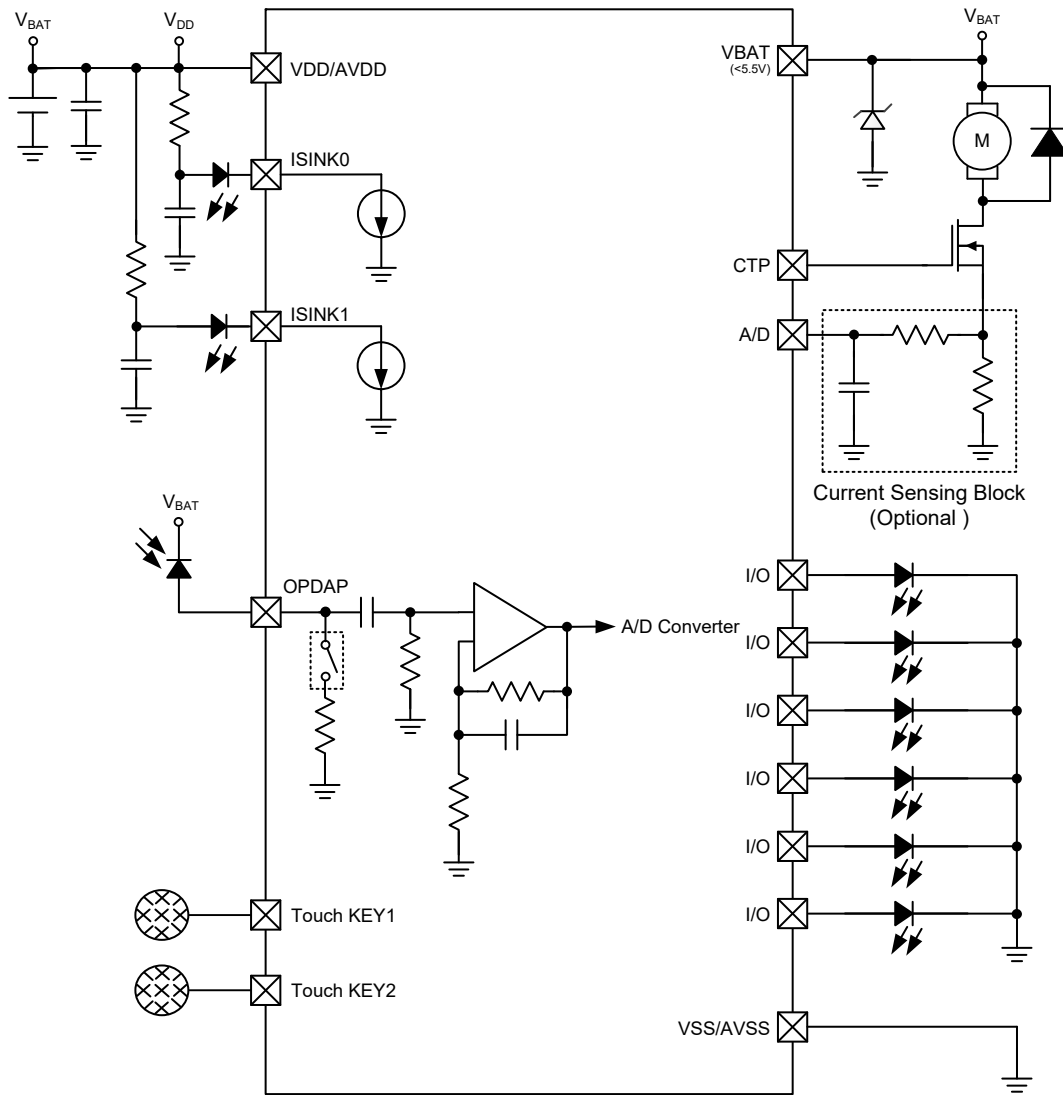 VBAT
VDD
VDD/AVDD
ISINK0
ISINK1
VBAT
OPDAP
A/D Converter
Touch KEY1
Touch KEY2
VBAT
VBAT
(<5.5V)
M
CTP
A/D
Current Sensing Block
(Optional )
I/O
I/O
I/O
I/O
I/O
I/O
VSS/AVSS